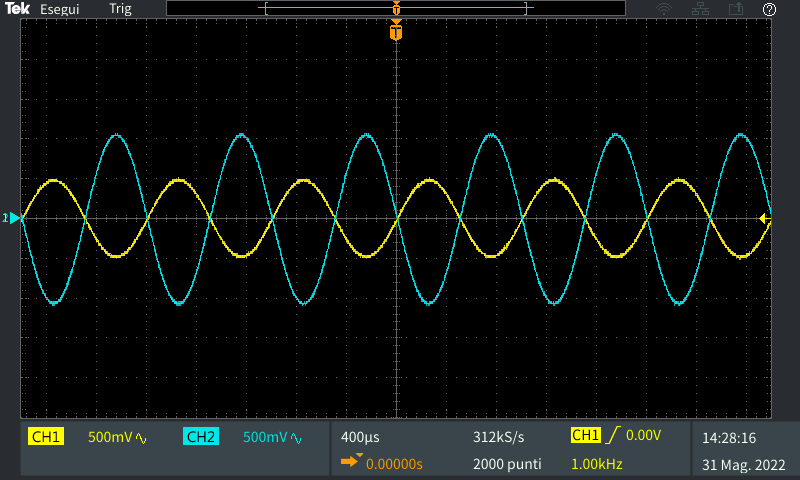 Tek Esegui Trig
T
T
CH1 500mV CH2 500mV 400µs 312kS/s CH1 0.00V 14:28:16
0.00000s 2000 punti 1.00kHz 31 Mag. 2022